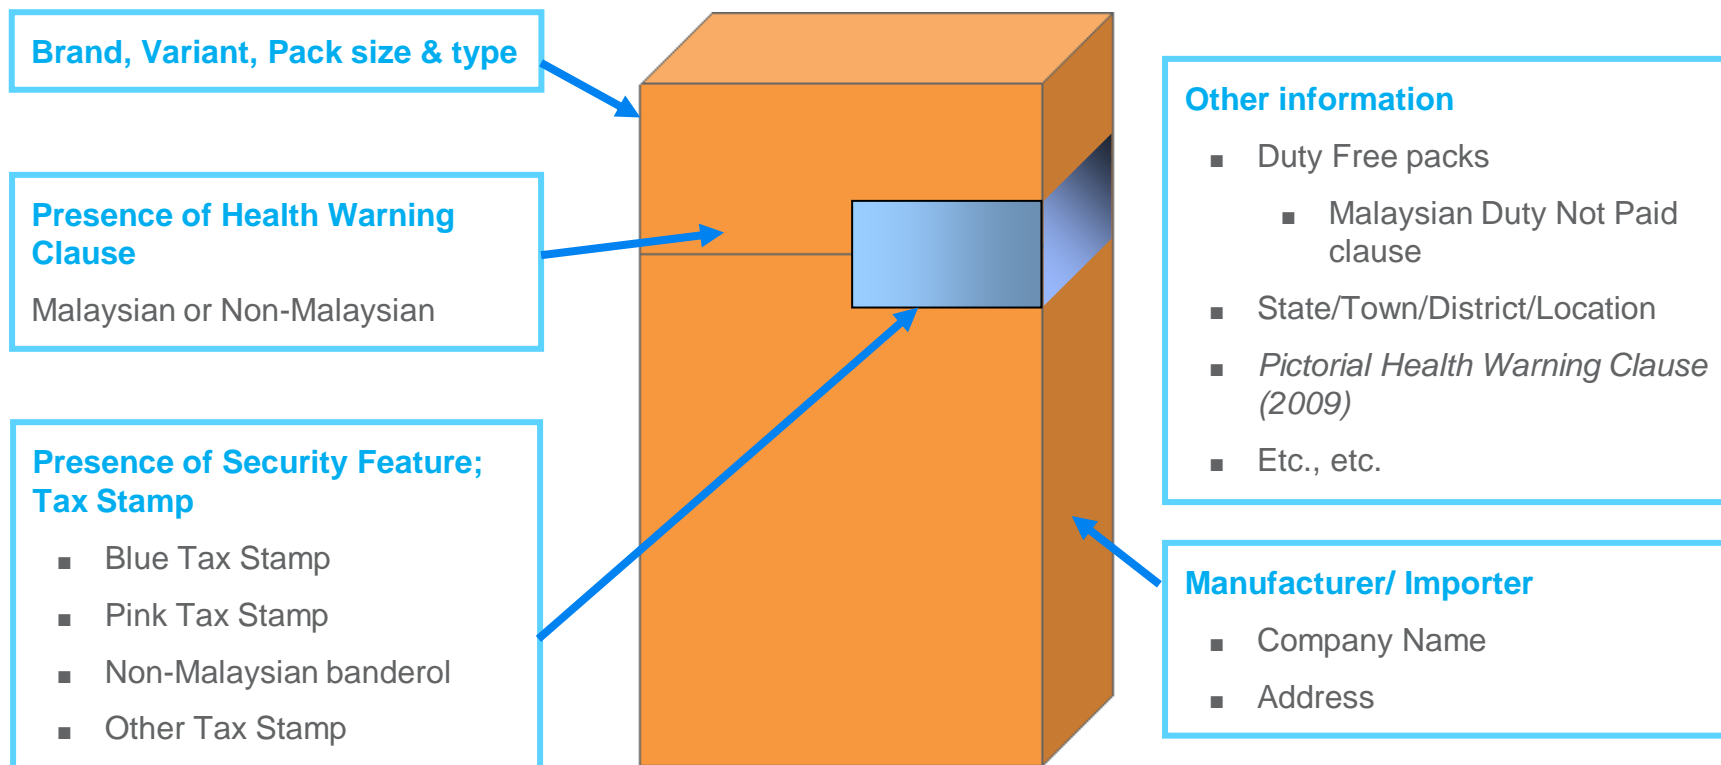 Brand, Variant, Pack size & type
Presence of Health Warning
Clause
Malaysian or Non-Malaysian
Presence of Security Feature;
Tax Stamp
■ Blue Tax Stamp
■ Pink Tax Stamp
■ Non-Malaysian banderol
■ Other Tax Stamp
Other information
■ Duty Free packs
■ Malaysian Duty Not Paid
clause
■ State/Town/District/Location
■ Pictorial Health Warning Clause
(2009)
■ Etc., etc.
Manufacturer/ Importer
■ Company Name
■ Address